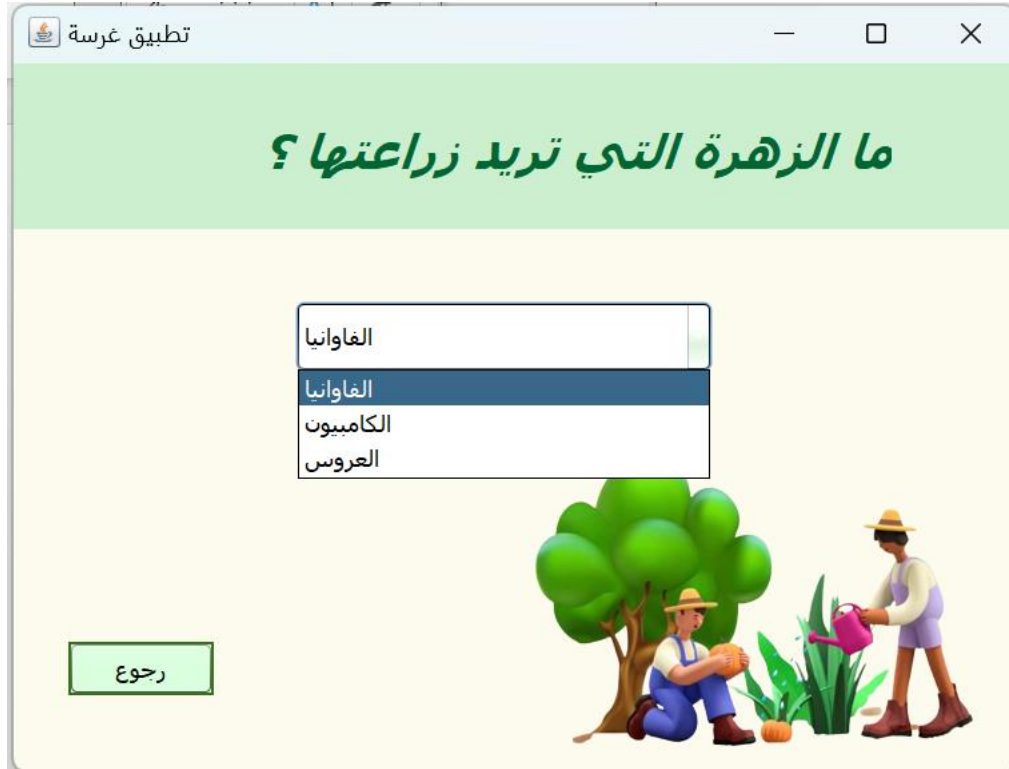 تطبيق غرسة
ما الزهرة التي تريد زراعتها ؟
الفاوانيا
الفاوانيا
الكامبيون
العروس
رجوع